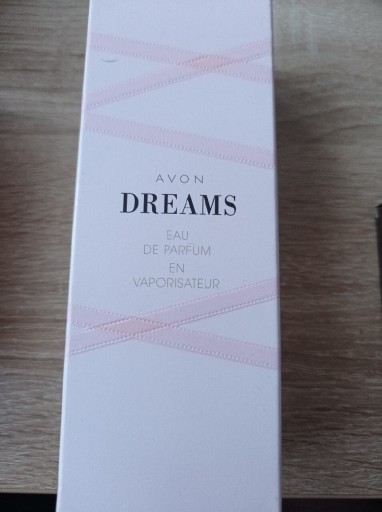 AVON
DREAMS
EAU
DE PARFUM
EN
VAPORISATEUR